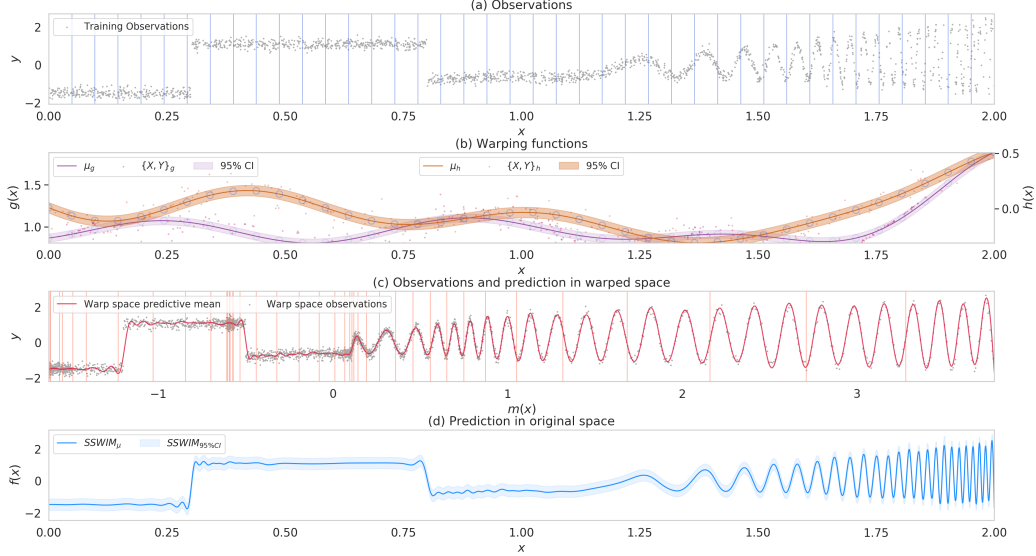 (a) Observations
Training Observations
y
2
0
−2
0.00 0.25 0.50 0.75 1.00 1.25 1.50 1.75 2.00
x
(b) Warping functions
μg {X, Y}g 95% CI μh {X, Y}h 95% CI
g(x)
1.5
1.0
0.5
0.0
h(x)
0.00 0.25 0.50 0.75 1.00 1.25 1.50 1.75 2.00
x
(c) Observations and prediction in warped space
Warp space predictive mean Warp space observations
y
2
0
−2
−1 0 1 2 3
m(x)
(d) Prediction in original space
SSWIMμ SSWIM95%CI
f(x)
2
0
−2
0.00 0.25 0.50 0.75 1.00 1.25 1.50 1.75 2.00
x